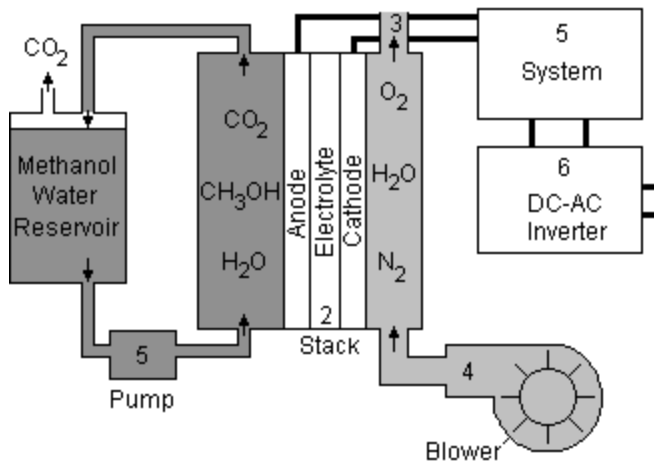 CO2
Methanol
Water
Reservoir
5
Pump
CO2
CH3OH
H2O
Anode
Electrolyte
Cathode
2
Stack
3
O2
H2O
N2
4
Blower
5
System
6
DC-AC
Inverter